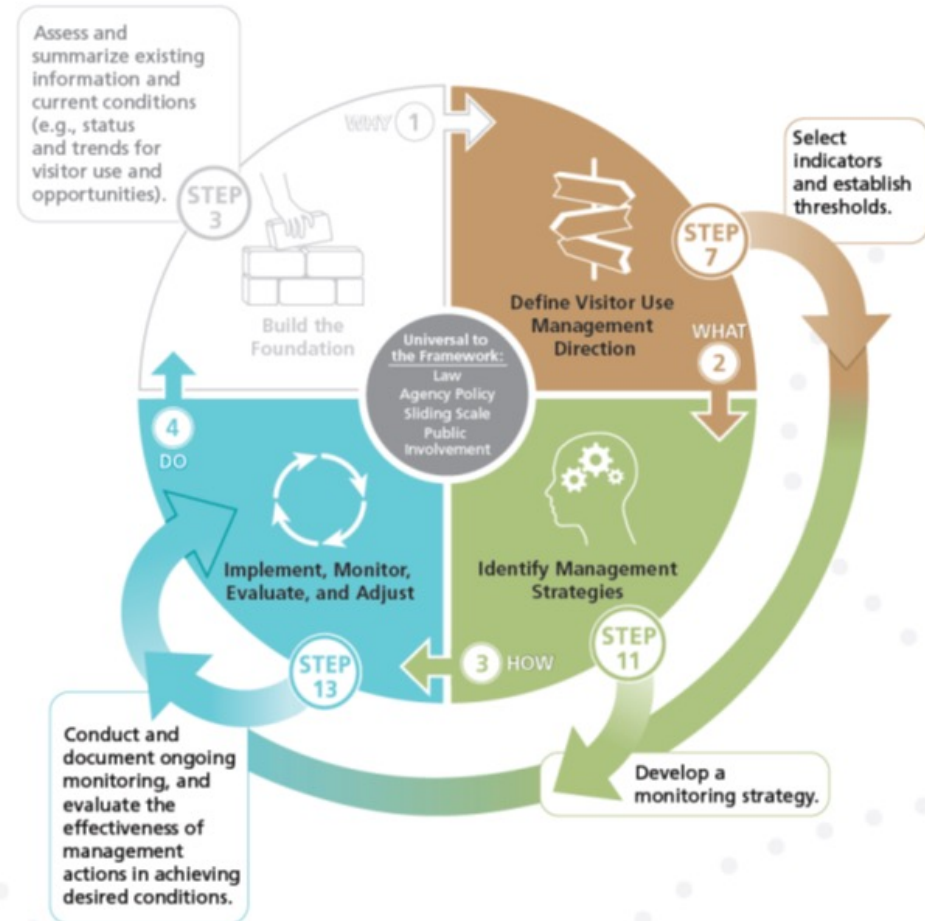 Assess and
summarize existing
information and
current conditions
(e.g., status
and trends for
visitor use and
opportunities).
STEP
3
WHY 1
Build the
Foundation
Select
indicators
and establish
thresholds.
STEP
7
Define Visitor Use
Management
Direction
WHAT
2
Universal to
the Framework:
Law
Agency Policy
Sliding Scale
Public
Involvement
4
DO
Implement, Monitor,
Evaluate, and Adjust
Identify Management
Strategies
STEP
11
3 HOW
STEP
13
Develop a
monitoring strategy.
Conduct and
document ongoing
monitoring, and
evaluate the
effectiveness of
management
actions in achieving
desired conditions.